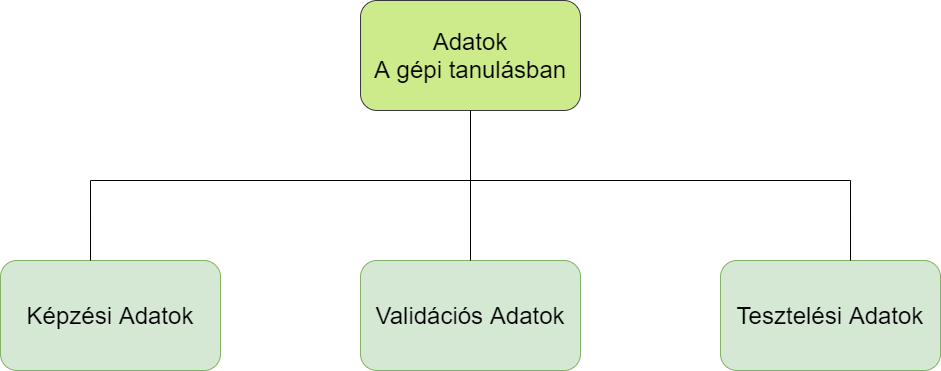 Adatok
A gépi tanulásban
Képzési Adatok
Validációs Adatok
Tesztelési Adatok